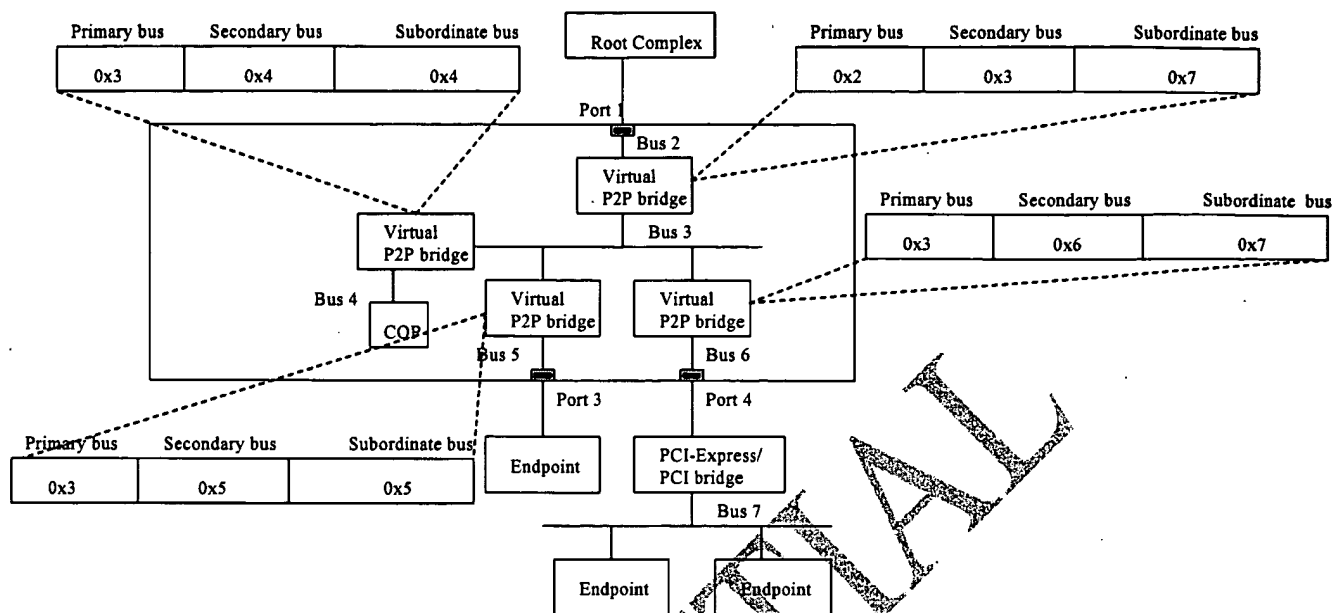 Primary bus Secondary bus Subordinate bus
0x3 0x4 0x4
Root Complex
Primary bus Secondary bus Subordinate bus
0x2 0x3 0x7
Port 1
Bus 2
Virtual
P2P bridge
Primary bus Secondary bus Subordinate bus
0x3 0x6 0x7
Virtual
P2P bridge
Bus 3
Bus 4
Virtual
P2P bridge
Virtual
P2P bridge
Bus 5
Bus 6
Port 3
Port 4
Primary bus Secondary bus Subordinate bus
0x3 0x5 0x5
Endpoint
PCI-Express/
PCI bridge
Bus 7
Endpoint
Endpoint